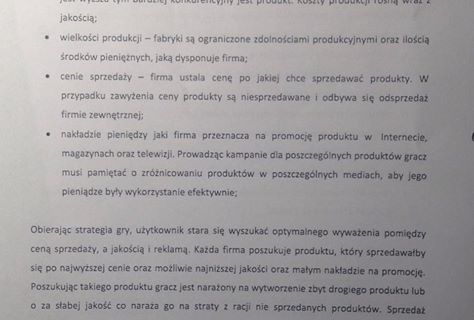 jest wyższa tym bardziej konkurencyjny jest produkt. Koszty produkcji rosną wraz z
jakością;
• wielkości produkcji – fabryki są ograniczone zdolnościami produkcyjnymi oraz ilością
środków pieniężnych, jaką dysponuje firma;
• cenie sprzedaży – firma ustala cenę po jakiej chce sprzedawać produkty. W
przypadku zawyżenia ceny produkty są niesprzedawane i odbywa się odsprzedaż
firmie zewnętrznej;
• nakładzie pieniędzy jaki firma przeznacza na promocję produktu w Internecie,
magazynach oraz telewizji. Prowadząc kampanie dla poszczególnych produktów gracz
musi pamiętać o zróżnicowaniu produktów w poszczególnych mediach, aby jego
pieniądze były wykorzystanie efektywnie;
Obierając strategia gry, użytkownik stara się wyszukać optymalnego wyważenia pomiędzy
ceną sprzedaży, a jakością i reklamą. Każda firma poszukuje produktu, który sprzedawałby
się po najwyższej cenie oraz możliwie najniższej jakości oraz małym nakładzie na promocję.
Poszukując takiego produktu gracz jest narażony na wytworzenie zbyt drogiego produktu lub
o za słabej jakość co naraża go na straty z racji nie sprzedanych produktów. Sprzedaż